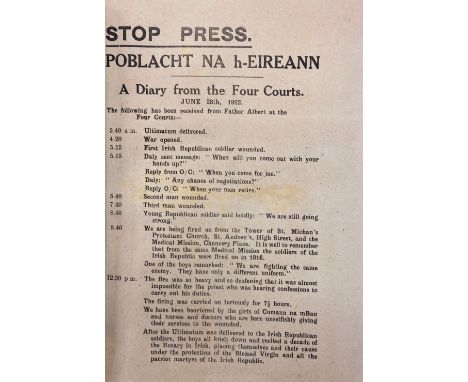 STOP PRESS.
POBLACHT NA h-EIREANN
A Diary from the Four Courts.
JUNE 28th, 1922.
The following has been received from Father Albert at the
Four Courts:—
3.40 a.m. Ultimatum delivered.
4.20 War opened.
5.15 First Irish Republican soldier wounded.
5.18 Daly sent message: "When will you come out with your
hands up?"
Reply from O/C: "When you come for me."
Daly: "Any chance of negotiations?"
Reply O/C: "When your men retire."
5.40 Second man wounded.
7.40 Third man wounded.
8.40 Young Republican soldier said boldly: "We are still going
strong."
8.40 We are being fired on from the Tower of St. Michan's
Protestant Church, St. Audoen's, High Street, and the
Medical Mission, Chancery Place. It is well to remember
that from the same Medical Mission the soldiers of the
Irish Republic were fired on in 1916.
One of the boys remarked: "We are fighting the same
enemy. They have only a different uniform."
12.30 p.m. The fire was so heavy and so deafening that it was almost
impossible for the priest who was hearing confessions to
carry out his duties.
The firing was carried on furiously for 7½ hours.
We have been heartened by the girls of Cumann na mBan
and nurses and doctors who are here unselfishly giving
their services to the wounded.
After the Ultimatum was delivered to the Irish Republican
soldiers, the boys all knelt down and recited a decade of
the Rosary in Irish, placing themselves and their cause
under the protection of the Blessed Virgin and all the
patriot martyrs of the Irish Republic.